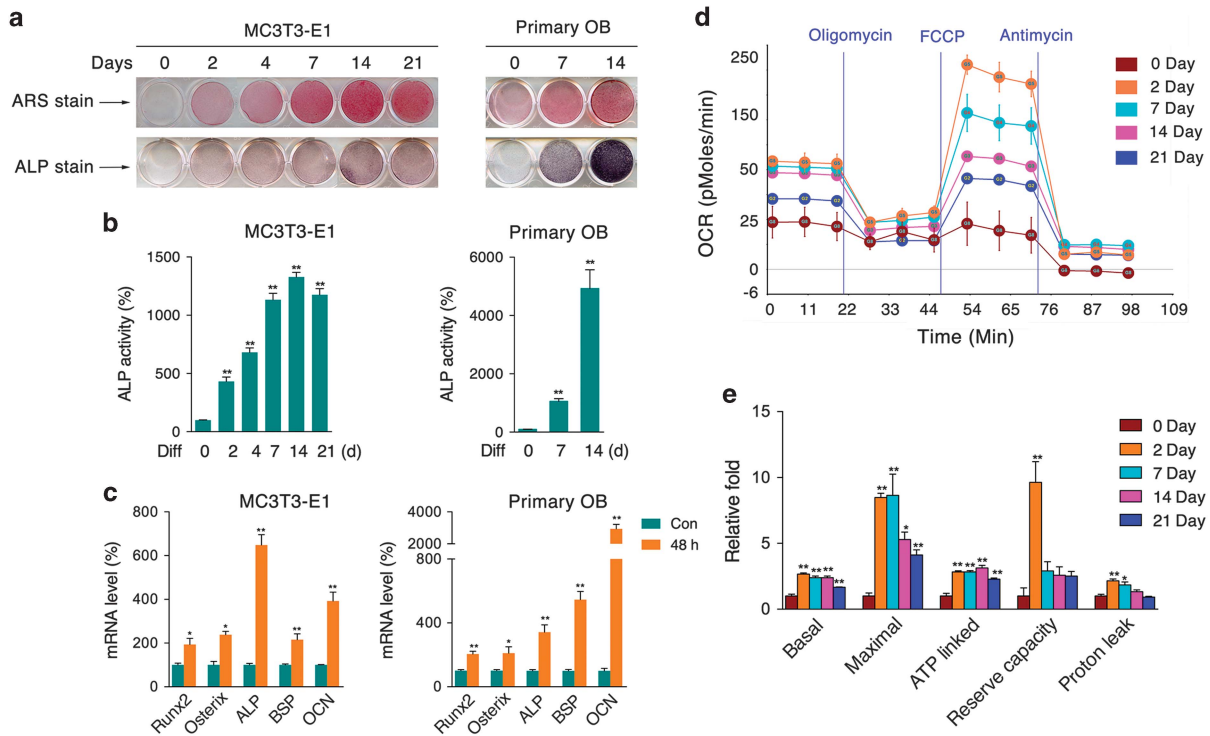 a
MC3T3-E1
Primary OB
Days 0 2 4 7 14 21
0 7 14
ARS stain
ALP stain
b
MC3T3-E1
ALP activity (%)
1500
1000
500
0
** ** ** ** **
Diff 0 2 4 7 14 21 (d)
Primary OB
ALP activity (%)
6000
4000
2000
0
** **
0 7 14 (d)
Diff
c
MC3T3-E1
mRNA level (%)
800
600
400
200
0
* * ** ** **
Runx2 Osterix ALP BSP OCN
Primary OB
mRNA level (%)
4000
2000
800
400
0
** * ** ** **
Runx2 Osterix ALP BSP OCN
Con
48 h
d
Oligomycin FCCP Antimycin
OCR (pMoles/min)
250
150
50
25
0
-6
0 11 22 33 44 54 65 76 87 98 109
Time (Min)
0 Day
2 Day
7 Day
14 Day
21 Day
e
Relative fold
15
10
5
0
** ** ** **
** ** * **
** ** ** **
**
** *
Basal Maximal ATP linked Reserve capacity Proton leak
0 Day
2 Day
7 Day
14 Day
21 Day